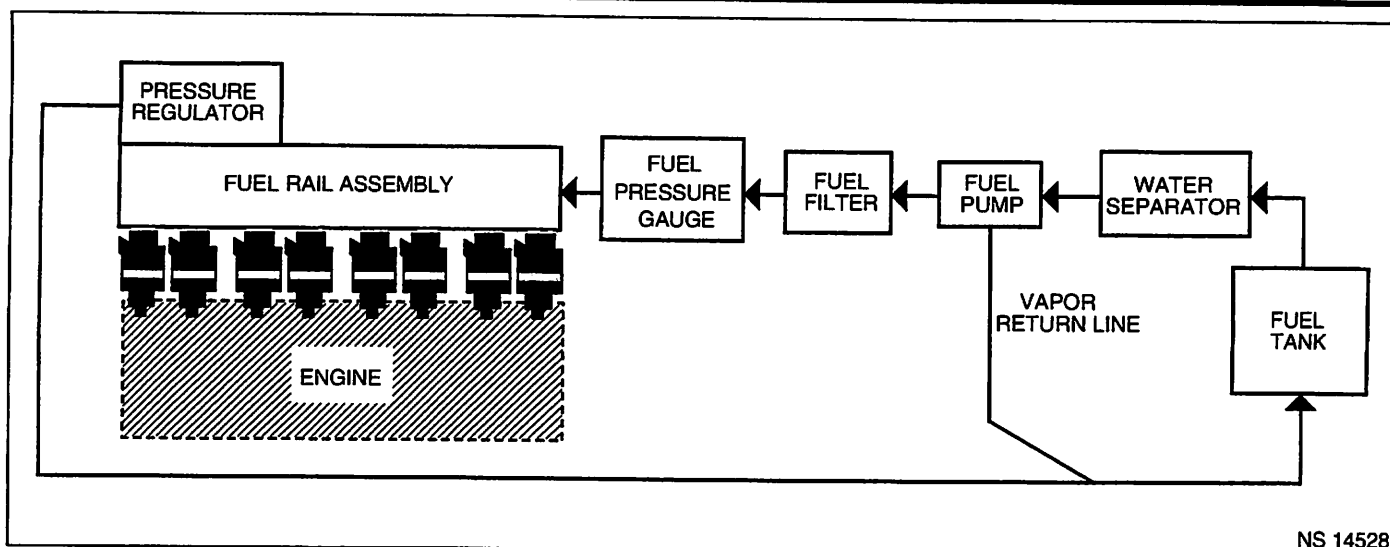 PRESSURE
REGULATOR
FUEL RAIL ASSEMBLY
FUEL
PRESSURE
GAUGE
FUEL
FILTER
FUEL
PUMP
WATER
SEPARATOR
VAPOR
RETURN LINE
FUEL
TANK
ENGINE
NS 14528